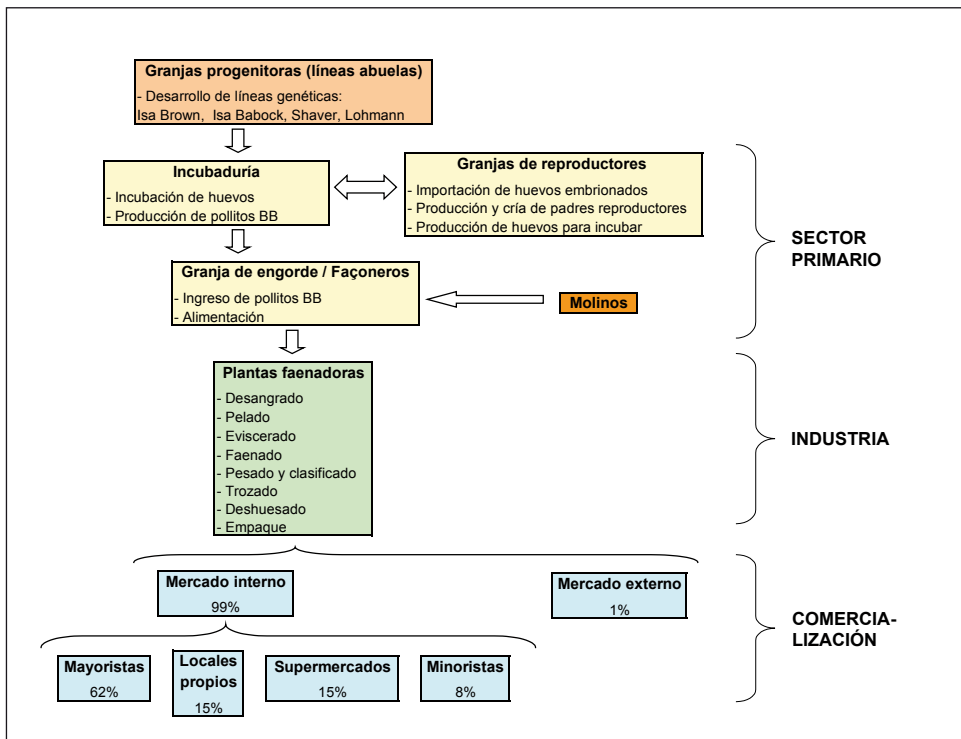 Granjas progenitoras (líneas abuelas)
- Desarrollo de líneas genéticas:
Isa Brown, Isa Babock, Shaver, Lohmann
Incubaduría
- Incubación de huevos
- Producción de pollitos BB
Granjas de reproductores
- Importación de huevos embrionados
- Producción y cría de padres reproductores
- Producción de huevos para incubar
SECTOR
PRIMARIO
Granja de engorde / Façoneros
- Ingreso de pollitos BB
- Alimentación
Molinos
Plantas faenadoras
- Desangrado
- Pelado
- Eviscerado
- Faenado
- Pesado y clasificado
- Trozado
- Deshuesado
- Empaque
INDUSTRIA
Mercado interno
99%
Mercado externo
1%
COMERCIA-
LIZACIÓN
Mayoristas
62%
Locales
propios
15%
Supermercados
15%
Minoristas
8%